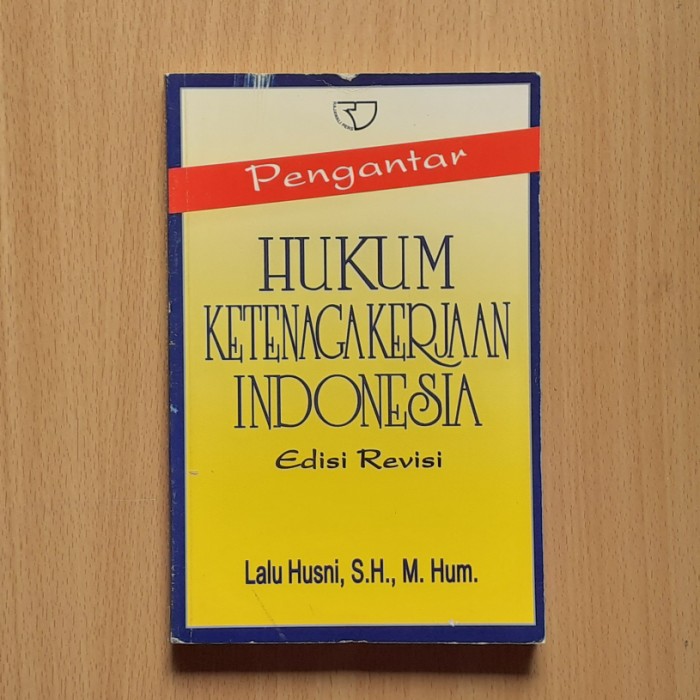 Pengantar
HUKUM
KETENAGAKERJAAN
INDONESIA
Edisi Revisi
Lalu Husni, S.H., M. Hum.